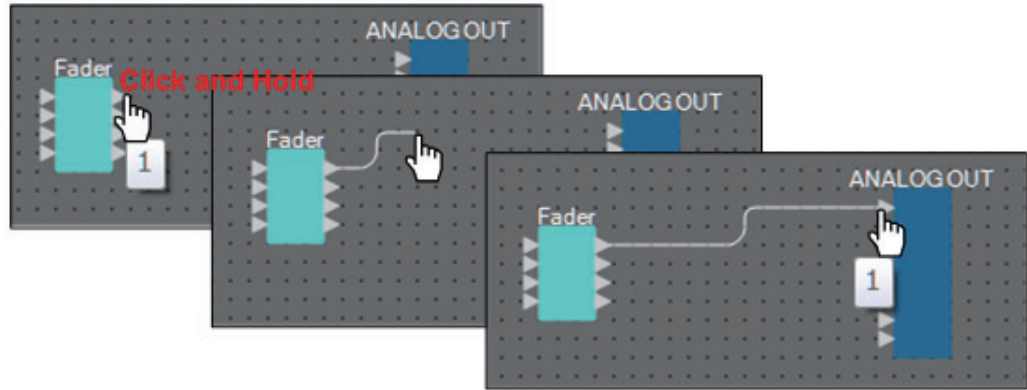 ANALOG OUT
Fader
Click and Hold
1
ANALOG OUT
Fader
ANALOG OUT
Fader
1